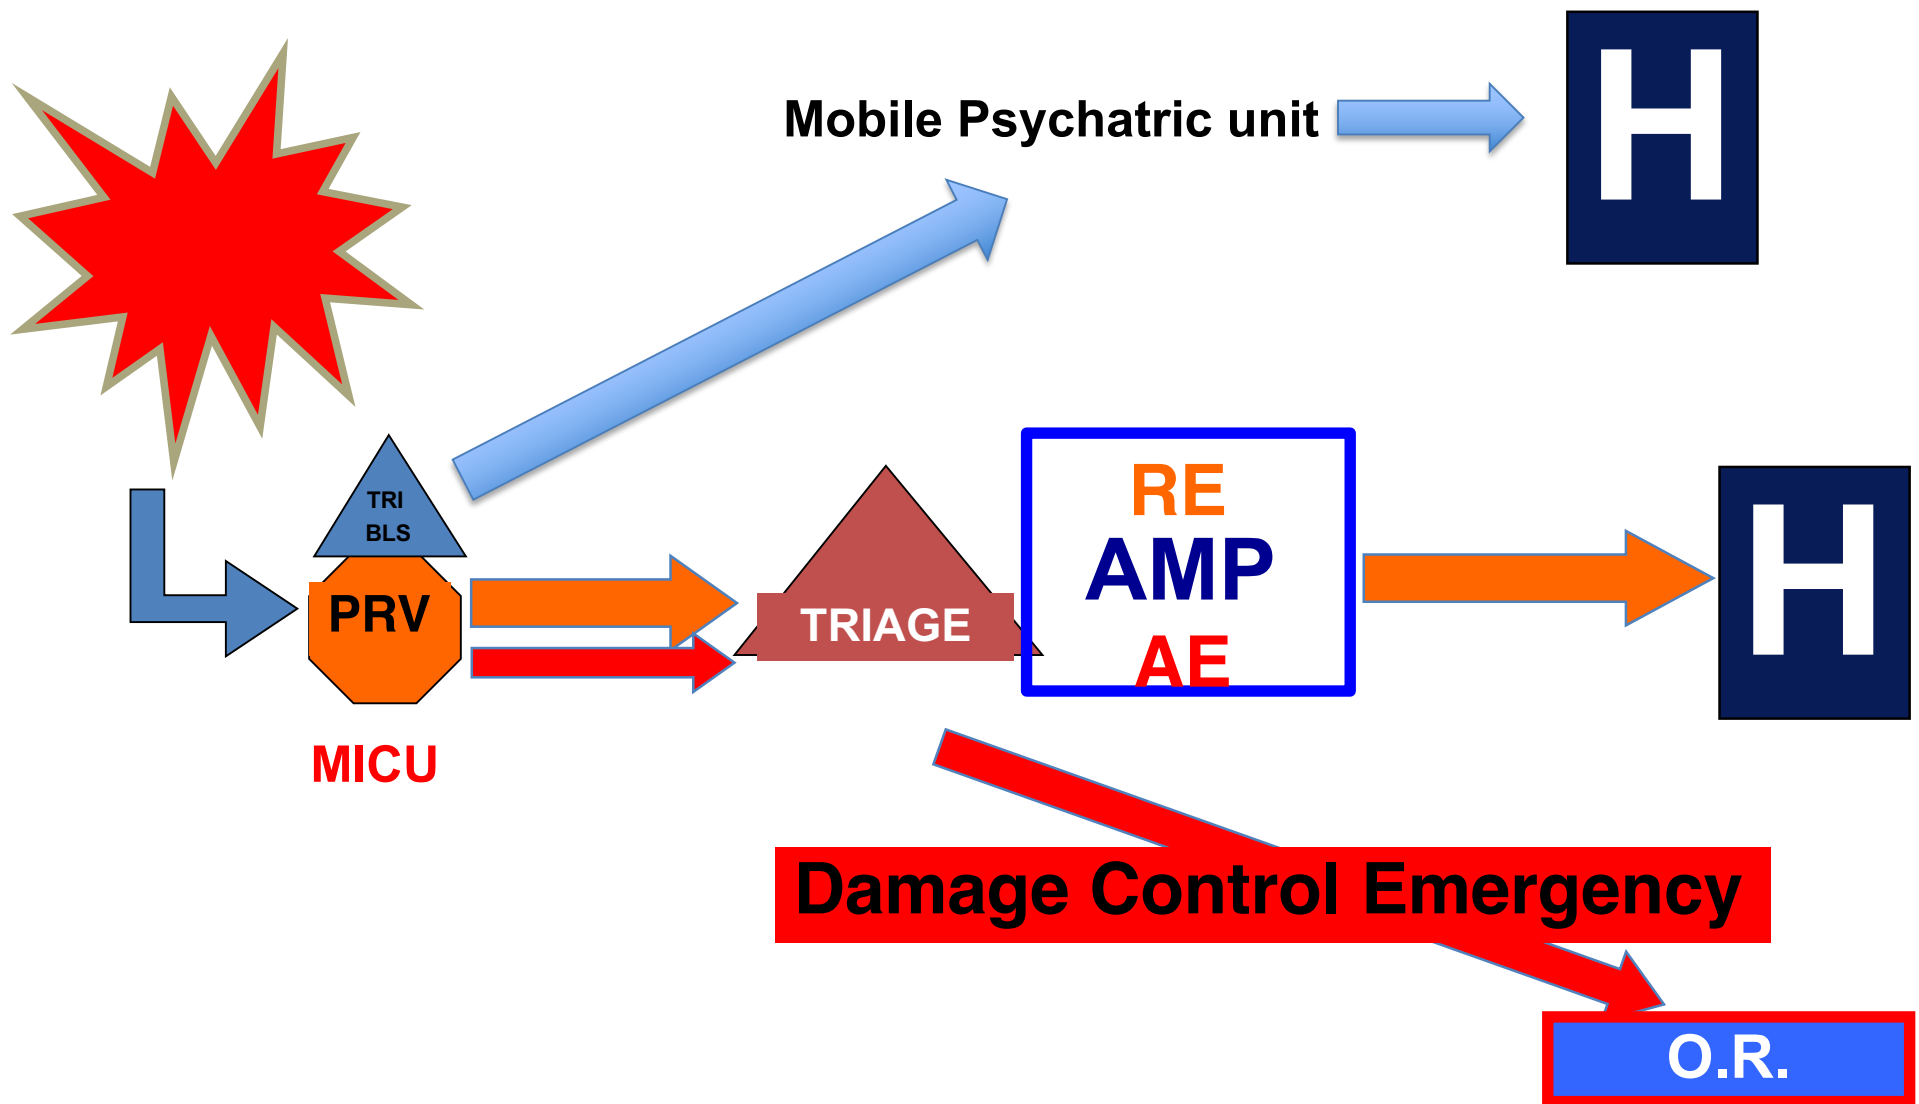 H
Mobile Psychatric unit
TRI
BLS
PRV
MICU
TRIAGE
RE
AMP
AE
H
Damage Control Emergency
O.R.